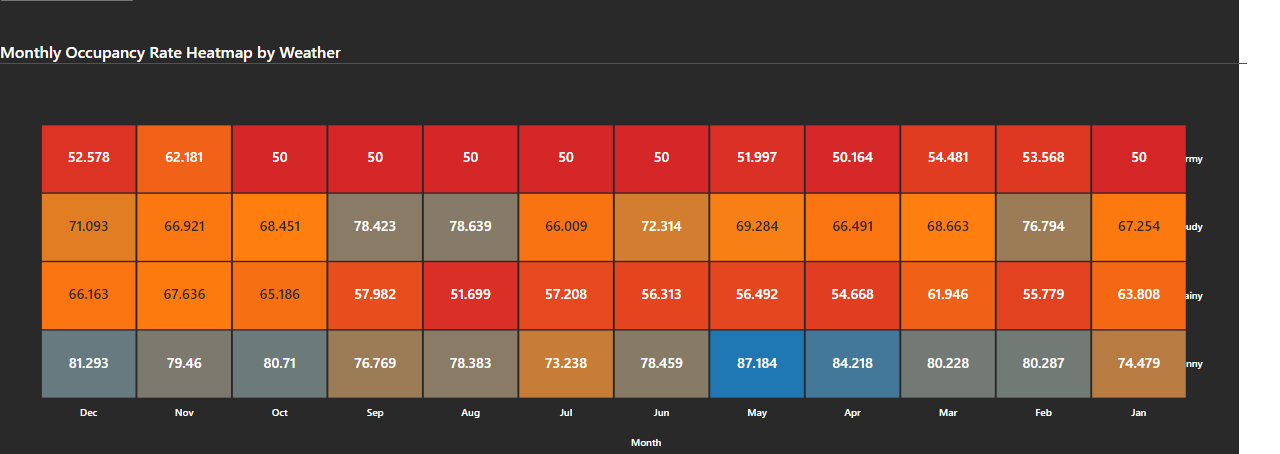 Monthly Occupancy Rate Heatmap by Weather
52.578 62.181 50 50 50 50 50 51.997 50.164 54.481 53.568 50 rmy
71.093 66.921 68.451 78.423 78.639 66.009 72.314 69.284 66.491 68.663 76.794 67.254 udy
66.163 67.636 65.186 57.982 51.699 57.208 56.313 56.492 54.668 61.946 55.779 63.808 ainy
81.293 79.46 80.71 76.769 78.383 73.238 78.459 87.184 84.218 80.228 80.287 74.479 nny
Dec Nov Oct Sep Aug Jul Jun May Apr Mar Feb Jan
Month